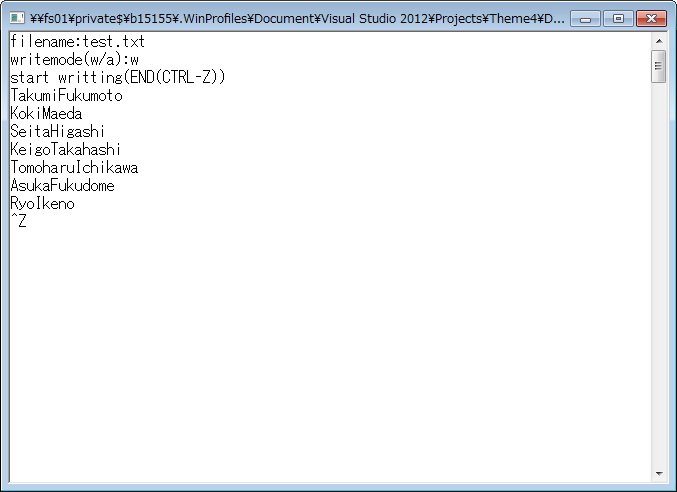 ¥¥fs01¥private$¥b15155¥.WinProfiles¥Document¥Visual Studio 2012¥Projects¥Theme4¥D...
filename:test.txt
writemode(w/a):w
start writting(END(CTRL-Z))
TakumiFukumoto
KokiMaeda
SeitaHigashi
KeigoTakahashi
TomoharuIchikawa
AsukaFukudome
RyoIkeno
^Z